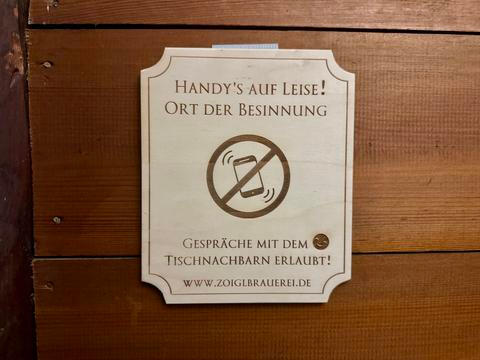 HANDY'S AUF LEISE!
ORT DER BESINNUNG
GESPRÄCHE MIT DEM
TISCHNACHBARN ERLAUBT!
WWW.ZOIGLBRAUEREI.DE